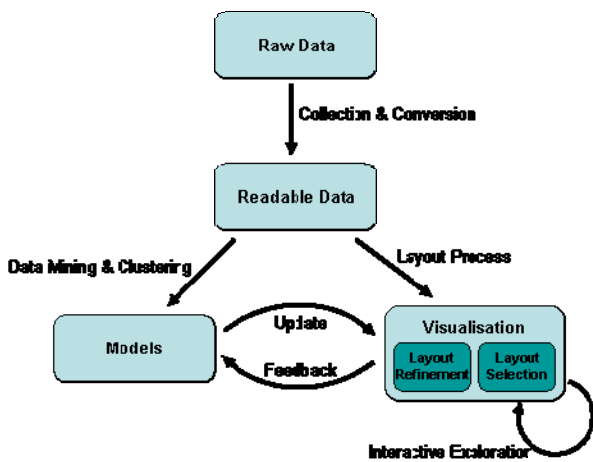 Raw Data
Collection & Conversion
Readable Data
Data Mining & Clustering
Layout Process
Models
Update
Feedback
Visualisation
Layout
Refinement
Layout
Selection
Interactive Exploration